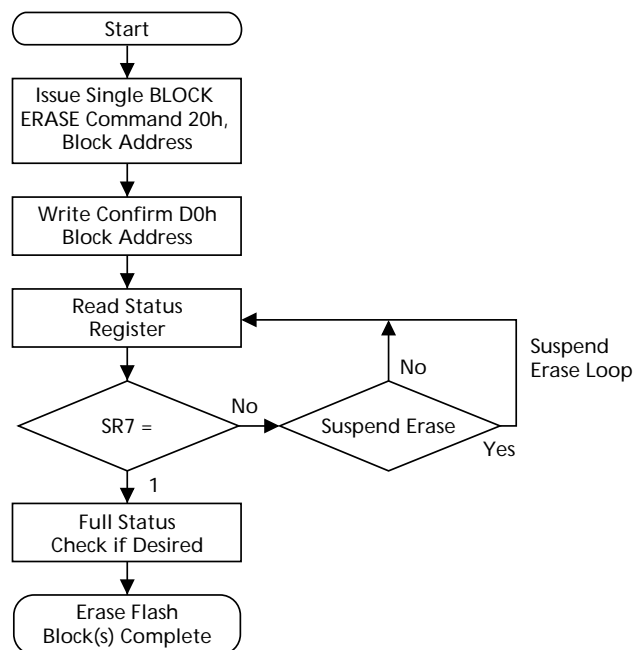 Start
Issue Single BLOCK
ERASE Command 20h,
Block Address
Write Confirm D0h
Block Address
Read Status
Register
Suspend
Erase Loop
No
No
SR7 =
Suspend Erase
Yes
1
Full Status
Check if Desired
Erase Flash
Block(s) Complete